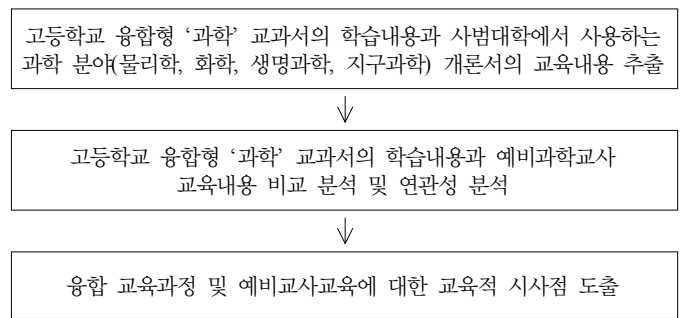 고등학교 융합형 ‘과학’ 교과서의 학습내용과 사범대학에서 사용하는
과학 분야(물리학, 화학, 생명과학, 지구과학) 개론서의 교육내용 추출
고등학교 융합형 ‘과학’ 교과서의 학습내용과 예비과학교사
교육내용 비교 분석 및 연관성 분석
융합 교육과정 및 예비교사교육에 대한 교육적 시사점 도출